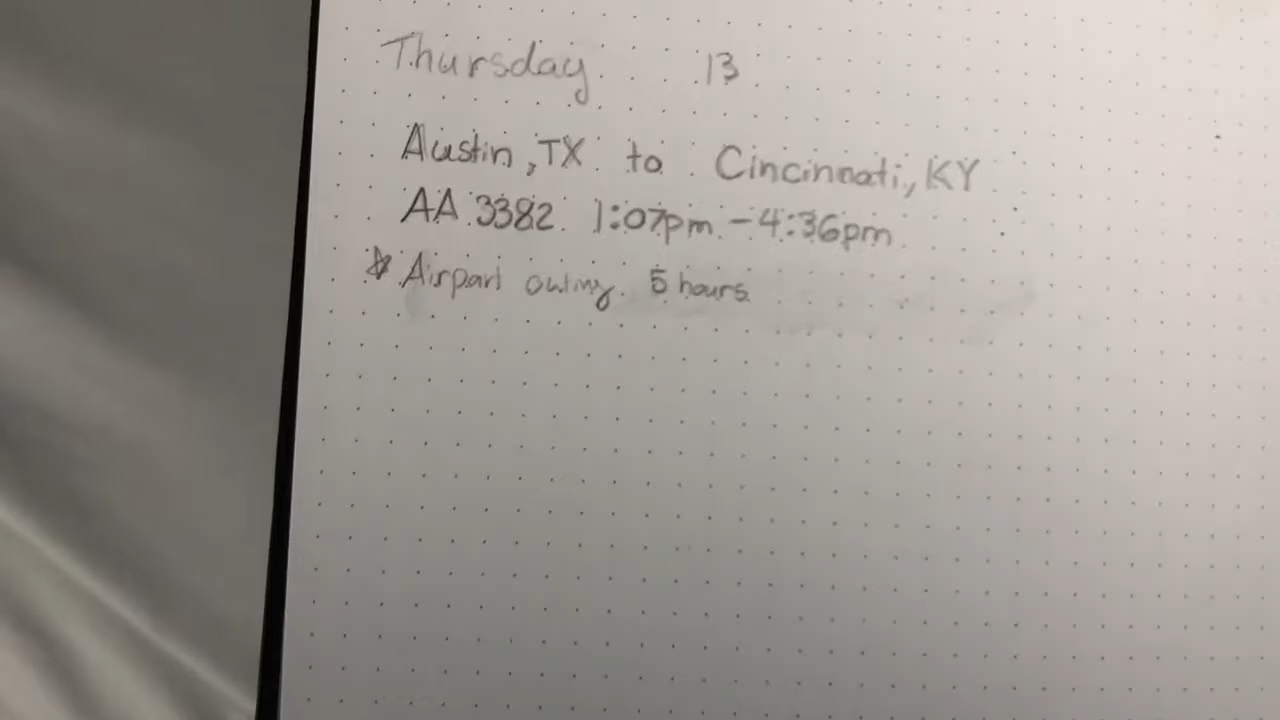 Thursday 13
Austin, TX to Cincinnati, KY
AA 3382 1:07pm - 4:36pm
☆ Airport outing 5 hours